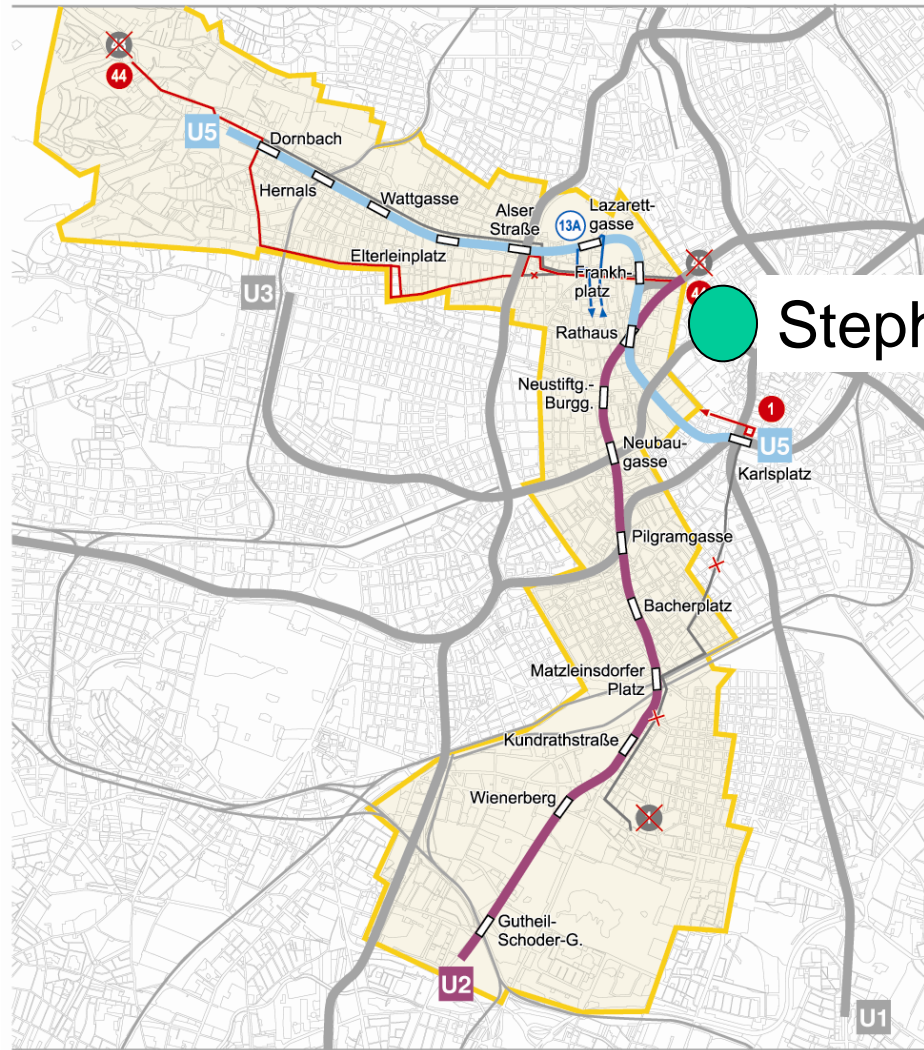 44
U5
Dornbach
Hernals
Wattgasse
Elterleinplatz
Alser
Straße
13A
Lazarett-
gasse
Frankh-
platz
44
U3
Steph
Rathaus
Neustiftg.-
Burgg.
1
U5
Karlsplatz
Neubau-
gasse
Pilgramgasse
Bacherplatz
Matzleinsdorfer
Platz
Kundrathstraße
Wienerberg
Gutheil-
Schoder-G.
U2
U1